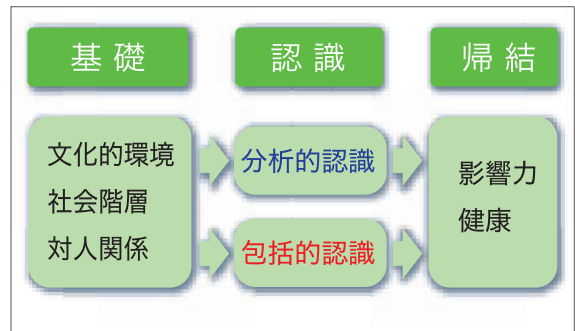 基礎
認識
帰結
文化的環境
社会階層
対人関係
分析的認識
包括的認識
影響力
健康